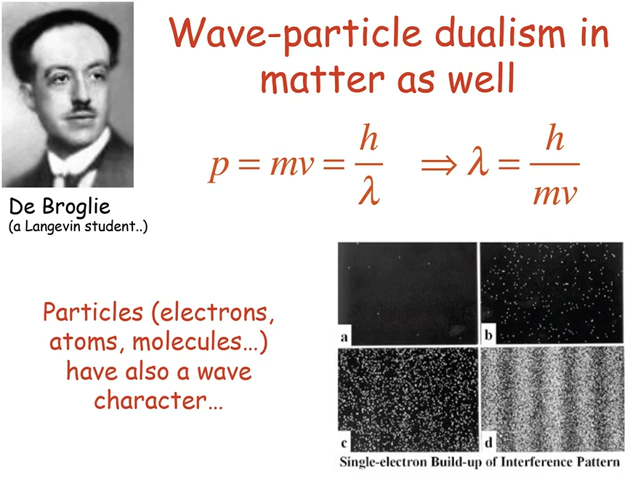 Wave-particle dualism in
matter as well
p = mv = h/λ ⇒ λ = h/mv
De Broglie
(a Langevin student..)
Particles (electrons,
atoms, molecules…)
have also a wave
character…
a
b
c
d
Single-electron Build-up of Interference Pattern